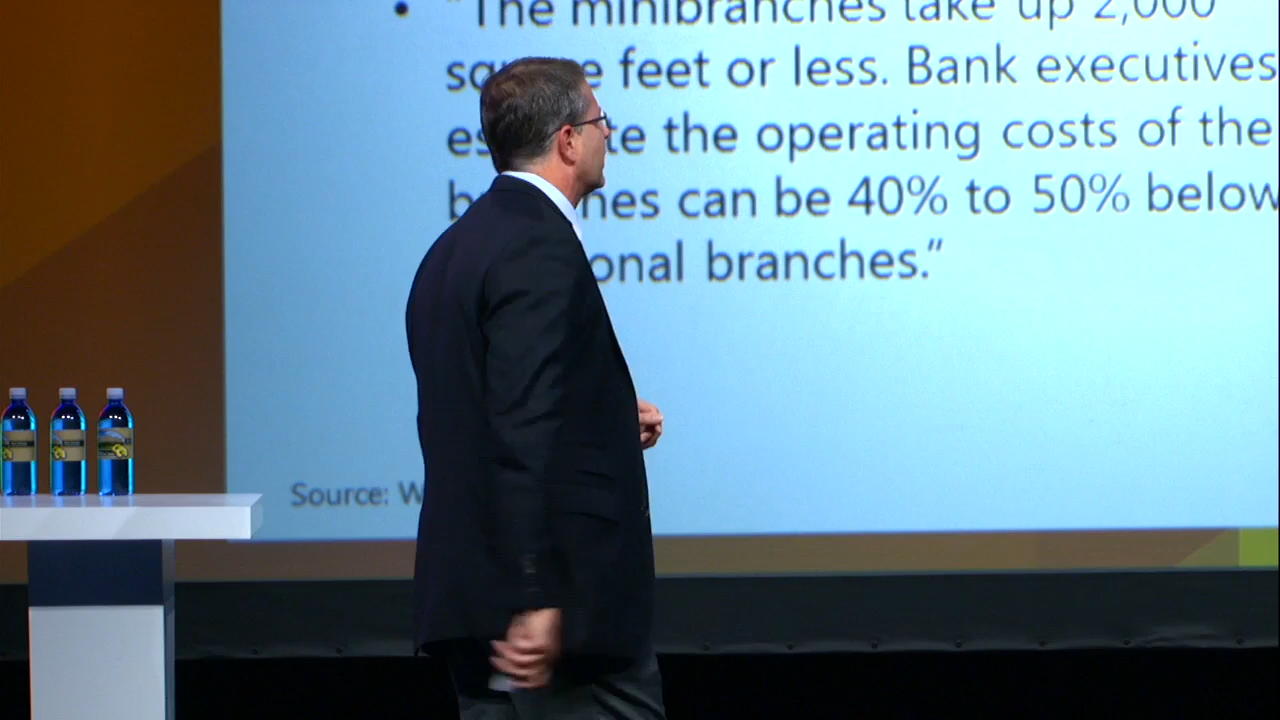 • "The minibranches take up 2,000
feet or less. Bank executives
the operating costs of the
can be 40% to 50% below
branches."
Source: